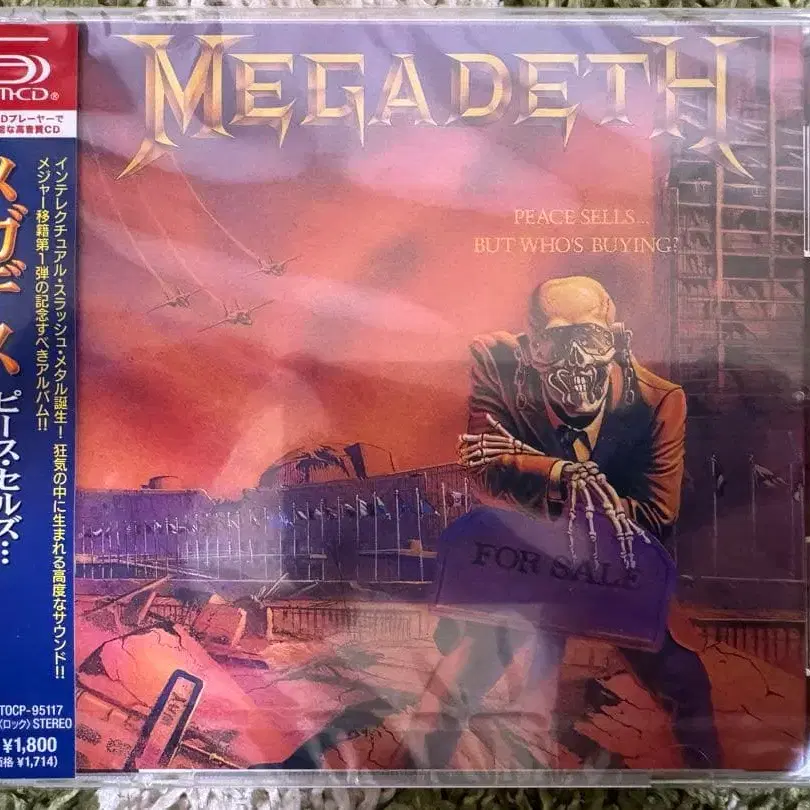 MEGADETH
PEACE SELLS...
BUT WHO'S BUYING?
FOR SALE
HM-CD®
Dプレーヤーで
能な高音質CD
メガデス
ピース・セルズ...
インテレクチュアル・スラッシュ・メタル誕生! 狂気の中に生まれる高度なサウンド!!
メジャー移籍第1弾の記念すべきアルバム!!
TOCP-95117
〈ロック〉 STEREO
¥1,800
格 ¥1,714)